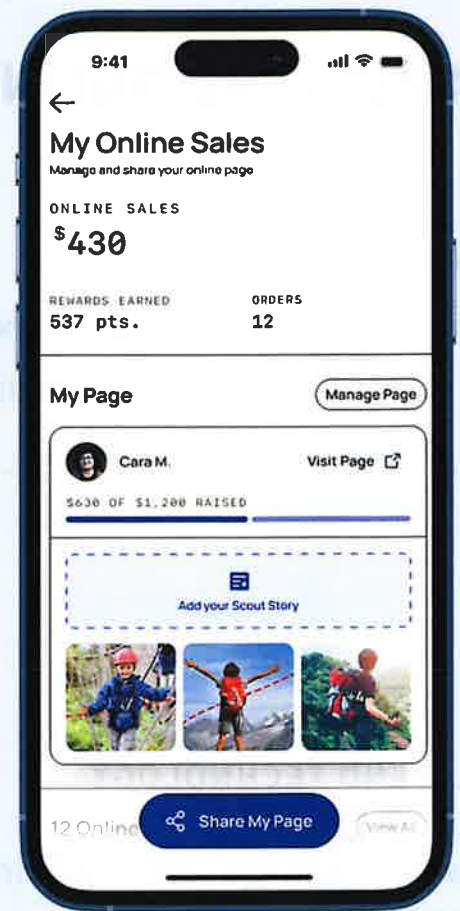 9:41
My Online Sales
Manage and share your online page
ONLINE SALES
$430
REWARDS EARNED ORDERS
537 pts. 12
My Page Manage Page
Cara M. Visit Page
$630 OF $1,200 RAISED
Add your Scout Story
12 Online Share My Page View All